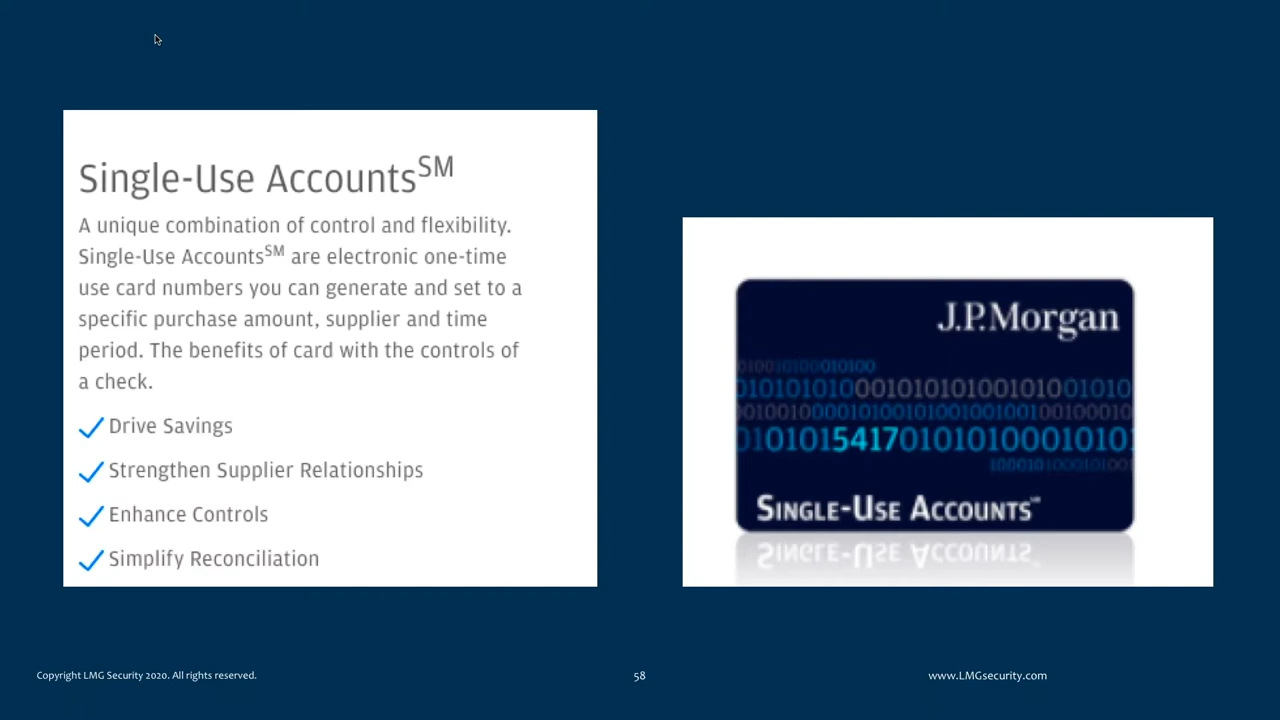 Single-Use AccountsSM
A unique combination of control and flexibility.
Single-Use AccountsSM are electronic one-time
use card numbers you can generate and set to a
specific purchase amount, supplier and time
period. The benefits of card with the controls of
a check.
Drive Savings
Strengthen Supplier Relationships
Enhance Controls
Simplify Reconciliation
J.P.Morgan
5417
SINGLE-USE ACCOUNTS
Copyright LMG Security 2020. All rights reserved.
58
www.LMGsecurity.com